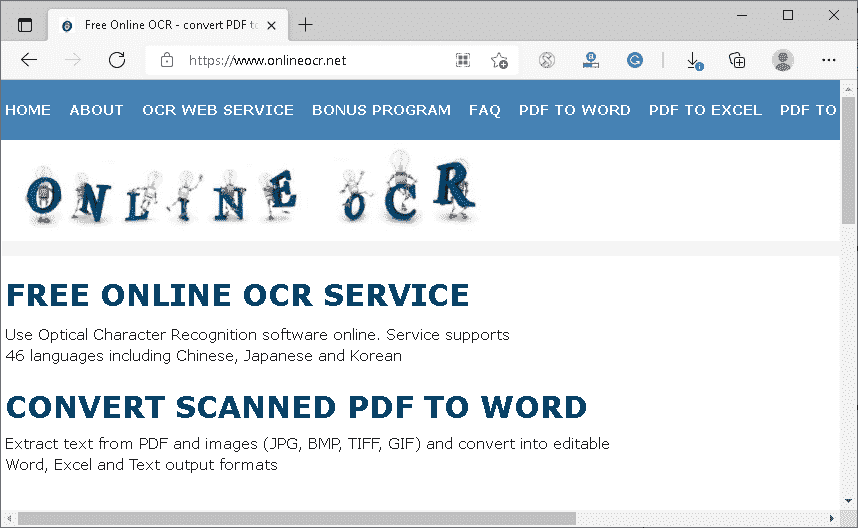 Free Online OCR - convert PDF to
https://www.onlineocr.net
HOME ABOUT OCR WEB SERVICE BONUS PROGRAM FAQ PDF TO WORD PDF TO EXCEL PDF TO
ONLINE OCR
FREE ONLINE OCR SERVICE
Use Optical Character Recognition software online. Service supports
46 languages including Chinese, Japanese and Korean
CONVERT SCANNED PDF TO WORD
Extract text from PDF and images (JPG, BMP, TIFF, GIF) and convert into editable
Word, Excel and Text output formats